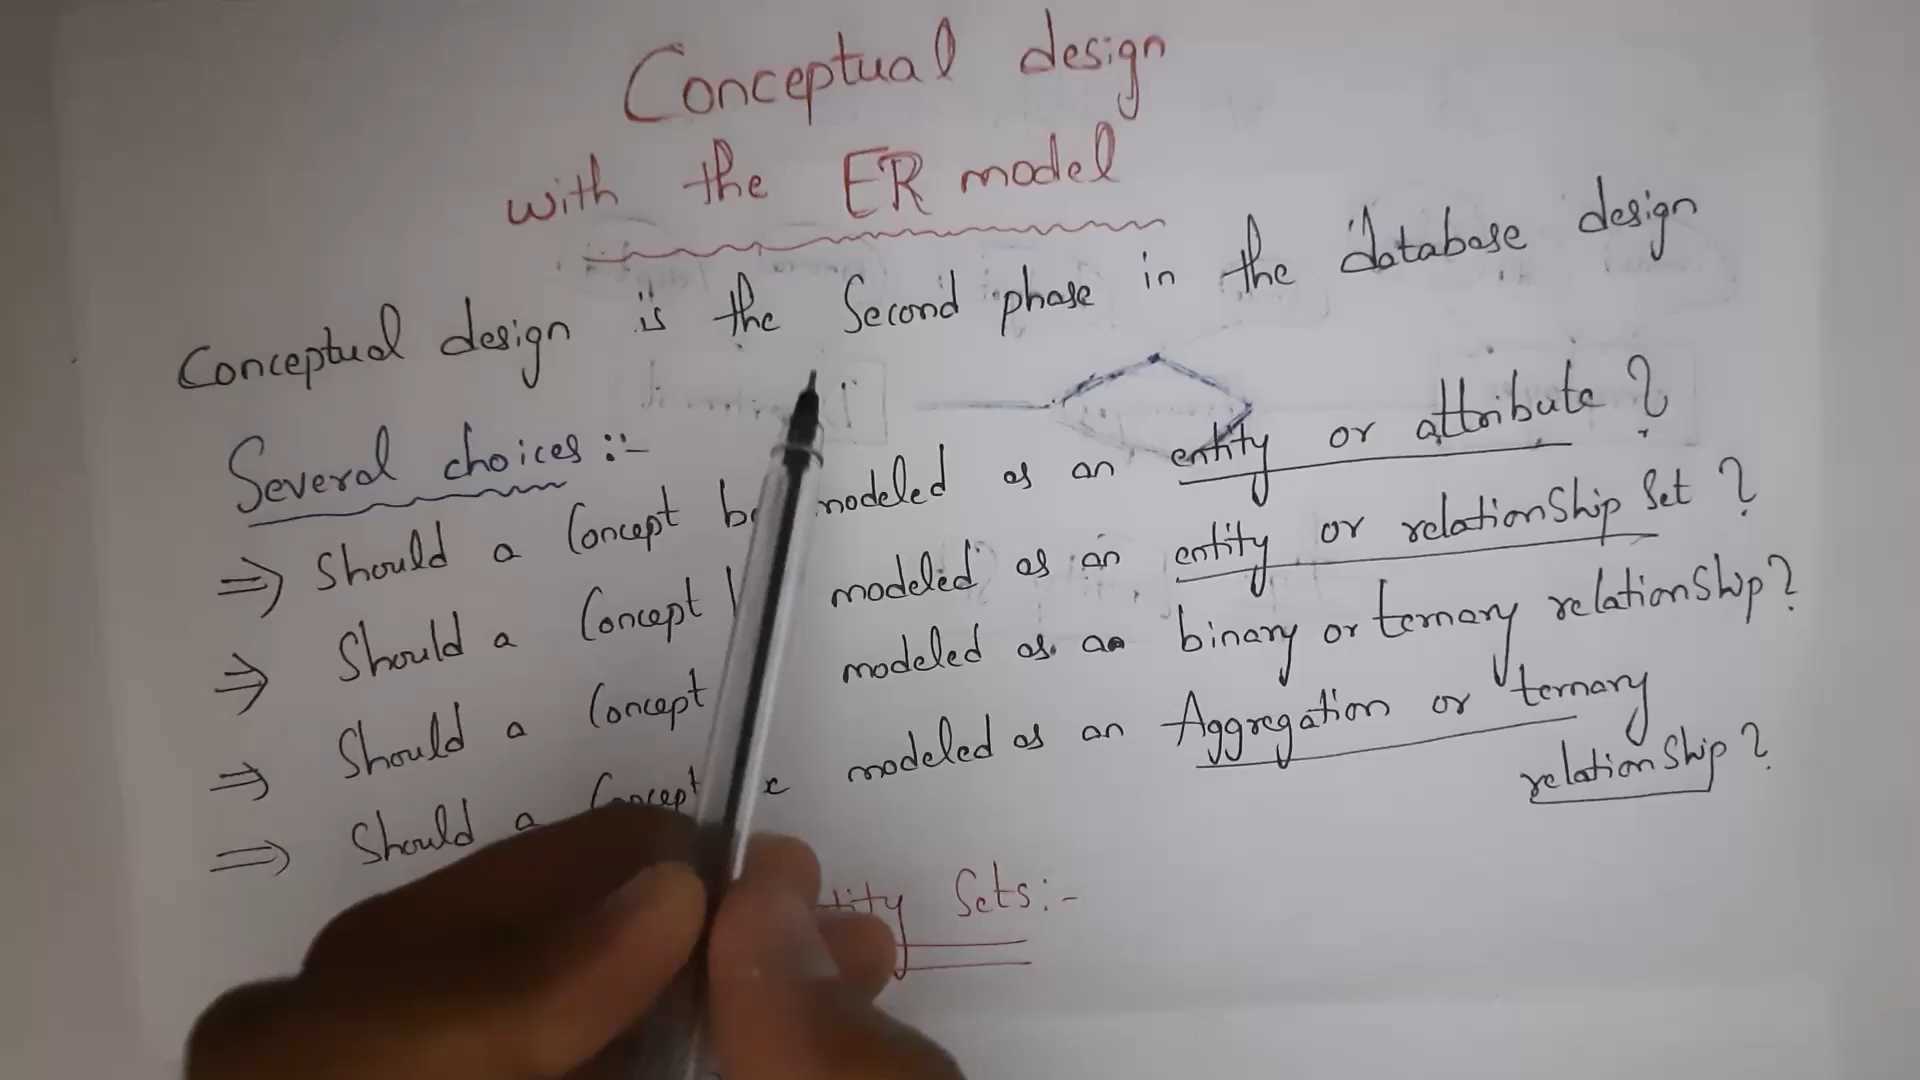 Conceptual design
with the ER model
Conceptual design is the Second phase in the database design
Several choices :-
⇒ Should a Concept be modeled as an entity or attribute ?
⇒ Should a Concept modeled as an entity or relationShip Set ?
⇒ Should a Concept modeled as a binary or ternary relationship ?
⇒ Should a Concept modeled as an Aggregation or ternary
relationship ?
Sets :-